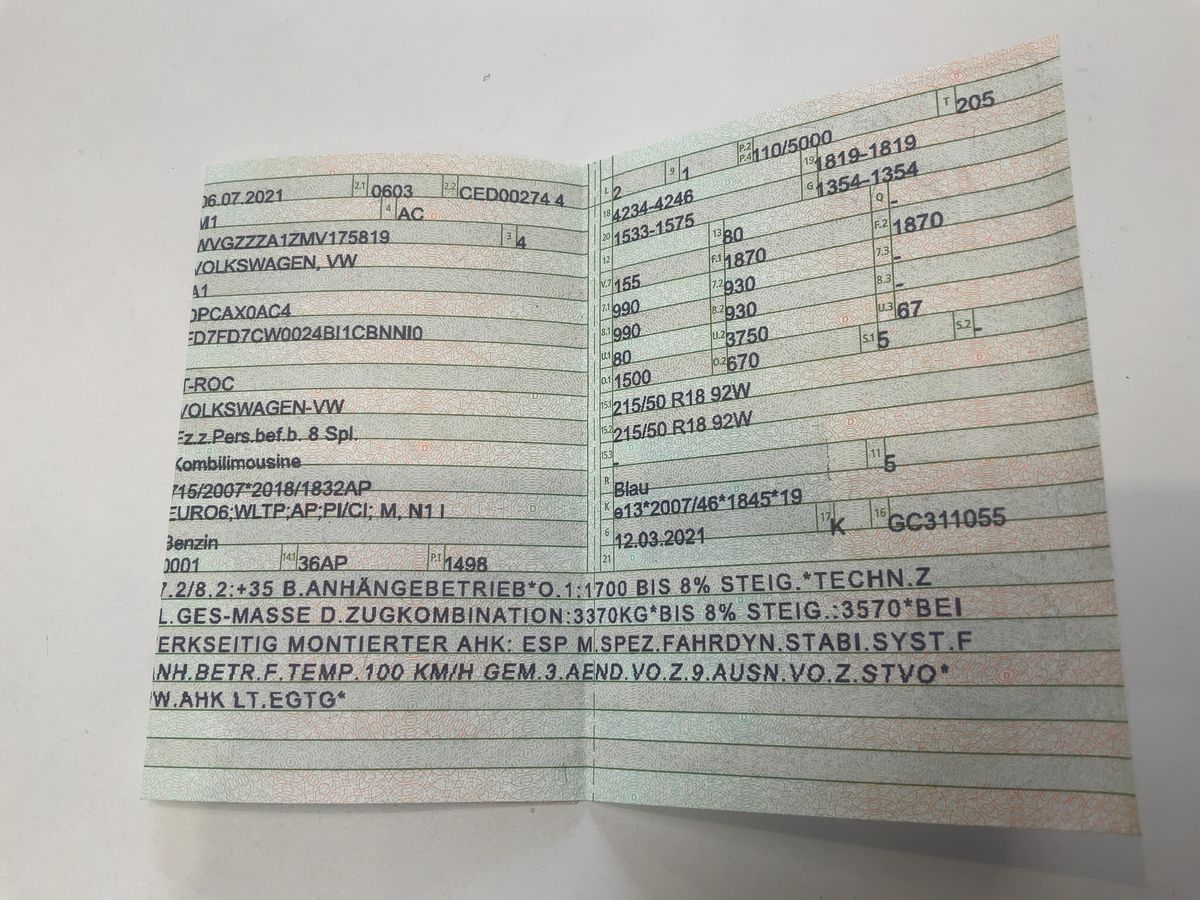 06.07.2021 2.1 0603 2.2 CED00274 4
M1 4 AC
WVGZZZA1ZMV175819 3 4
VOLKSWAGEN, VW
A1
DPCAX0AC4
FD7FD7CW0024BI1CBNNI0
T-ROC
VOLKSWAGEN-VW
Fz.z.Pers.bef.b. 8 Spl.
Kombilimousine
715/2007*2018/1832AP
EURO6;WLTP;AP;PI/CI; M, N1 I
Benzin
0001 14.1 36AP P.1 1498
L 2 9 1 P.2 P.4 110/5000 T 205
18 4234-4246 19 1819-1819
20 1533-1575 G 1354-1354
12 13 80 Q -
V.7 155 F.1 1870 F.2 1870
7.1 990 7.2 930 7.3 -
8.1 990 8.2 930 8.3 -
U.1 80 U.2 3750 U.3 67
O.1 1500 O.2 670 S.1 5 S.2 -
15.1 215/50 R18 92W
15.2 215/50 R18 92W
15.3 -
R Blau 11 5
K e13*2007/46*1845*19
6 12.03.2021 17 K 16 GC311055
21
7.2/8.2:+35 B.ANHÄNGEBETRIEB*O.1:1700 BIS 8% STEIG.*TECHN.Z
L.GES-MASSE D.ZUGKOMBINATION:3370KG*BIS 8% STEIG.:3570*BEI
ERKSEITIG MONTIERTER AHK: ESP M.SPEZ.FAHRDYN.STABI.SYST.F
ANH.BETR.F.TEMP.100 KM/H GEM.3.AEND.VO.Z.9.AUSN.VO.Z.STVO*
W.AHK LT.EGTG*